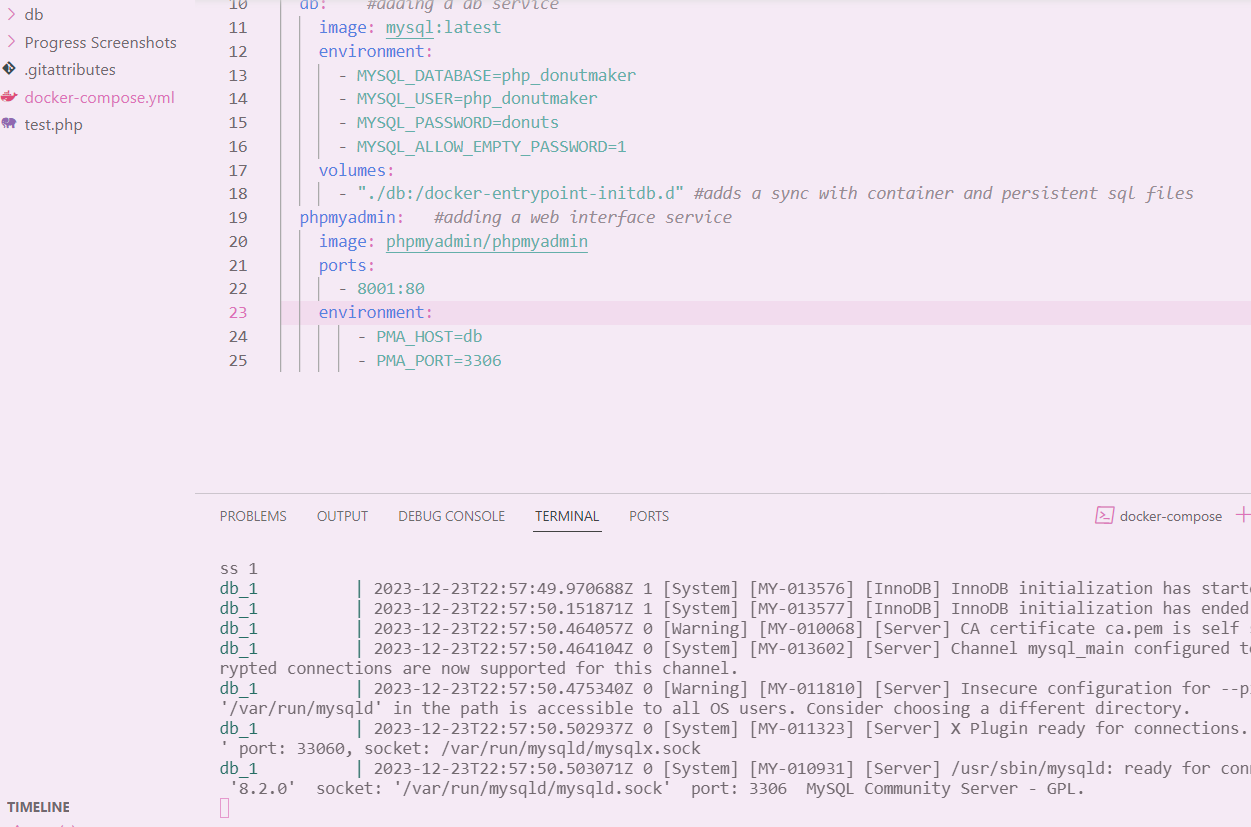 db
Progress Screenshots
.gitattributes
docker-compose.yml
test.php
TIMELINE
10 db: #adding a db service
11 image: mysql:latest
12 environment:
13 - MYSQL_DATABASE=php_donutmaker
14 - MYSQL_USER=php_donutmaker
15 - MYSQL_PASSWORD=donuts
16 - MYSQL_ALLOW_EMPTY_PASSWORD=1
17 volumes:
18 - "./db:/docker-entrypoint-initdb.d" #adds a sync with container and persistent sql files
19 phpmyadmin: #adding a web interface service
20 image: phpmyadmin/phpmyadmin
21 ports:
22 - 8001:80
23 environment:
24 - PMA_HOST=db
25 - PMA_PORT=3306
PROBLEMS OUTPUT DEBUG CONSOLE TERMINAL PORTS docker-compose
ss 1
db_1 | 2023-12-23T22:57:49.970688Z 1 [System] [MY-013576] [InnoDB] InnoDB initialization has start
db_1 | 2023-12-23T22:57:50.151871Z 1 [System] [MY-013577] [InnoDB] InnoDB initialization has ended
db_1 | 2023-12-23T22:57:50.464057Z 0 [Warning] [MY-010068] [Server] CA certificate ca.pem is self
db_1 | 2023-12-23T22:57:50.464104Z 0 [System] [MY-013602] [Server] Channel mysql_main configured t
rypted connections are now supported for this channel.
db_1 | 2023-12-23T22:57:50.475340Z 0 [Warning] [MY-011810] [Server] Insecure configuration for --p
'/var/run/mysqld' in the path is accessible to all OS users. Consider choosing a different directory.
db_1 | 2023-12-23T22:57:50.502937Z 0 [System] [MY-011323] [Server] X Plugin ready for connections.
' port: 33060, socket: /var/run/mysqld/mysqlx.sock
db_1 | 2023-12-23T22:57:50.503071Z 0 [System] [MY-010931] [Server] /usr/sbin/mysqld: ready for con
'8.2.0' socket: '/var/run/mysqld/mysqld.sock' port: 3306 MySQL Community Server - GPL.